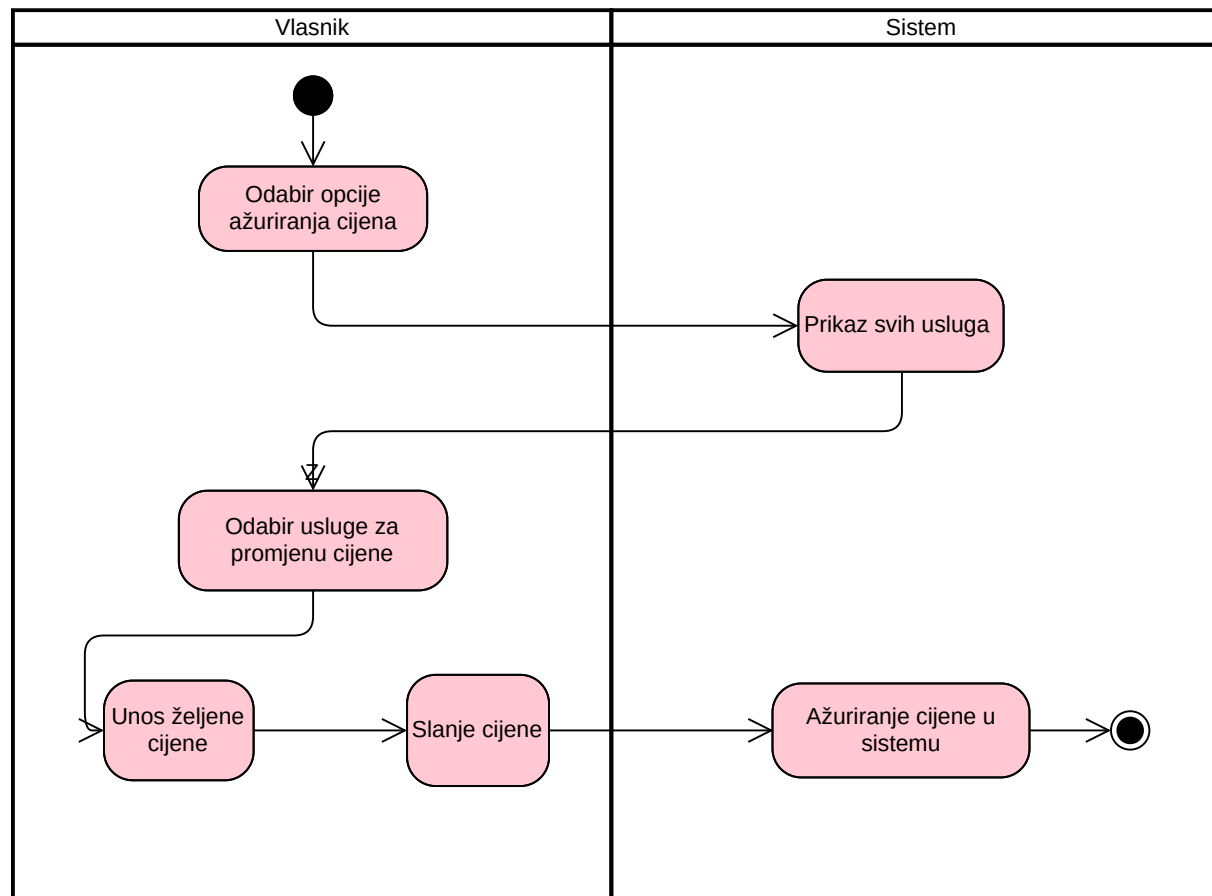 Vlasnik
Sistem
Odabir opcije
ažuriranja cijena
Prikaz svih usluga
Z
Odabir usluge za
promjenu cijene
Unos željene
cijene
Slanje cijene
Ažuriranje cijene u
sistemu